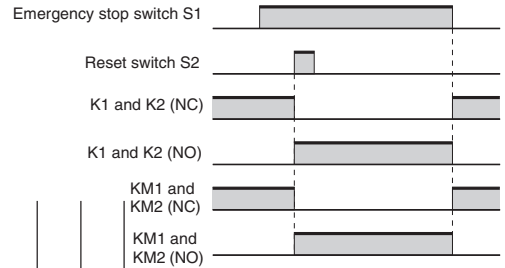 Emergency stop switch S1
Reset switch S2
K1 and K2 (NC)
K1 and K2 (NO)
KM1 and
KM2 (NC)
KM1 and
KM2 (NO)